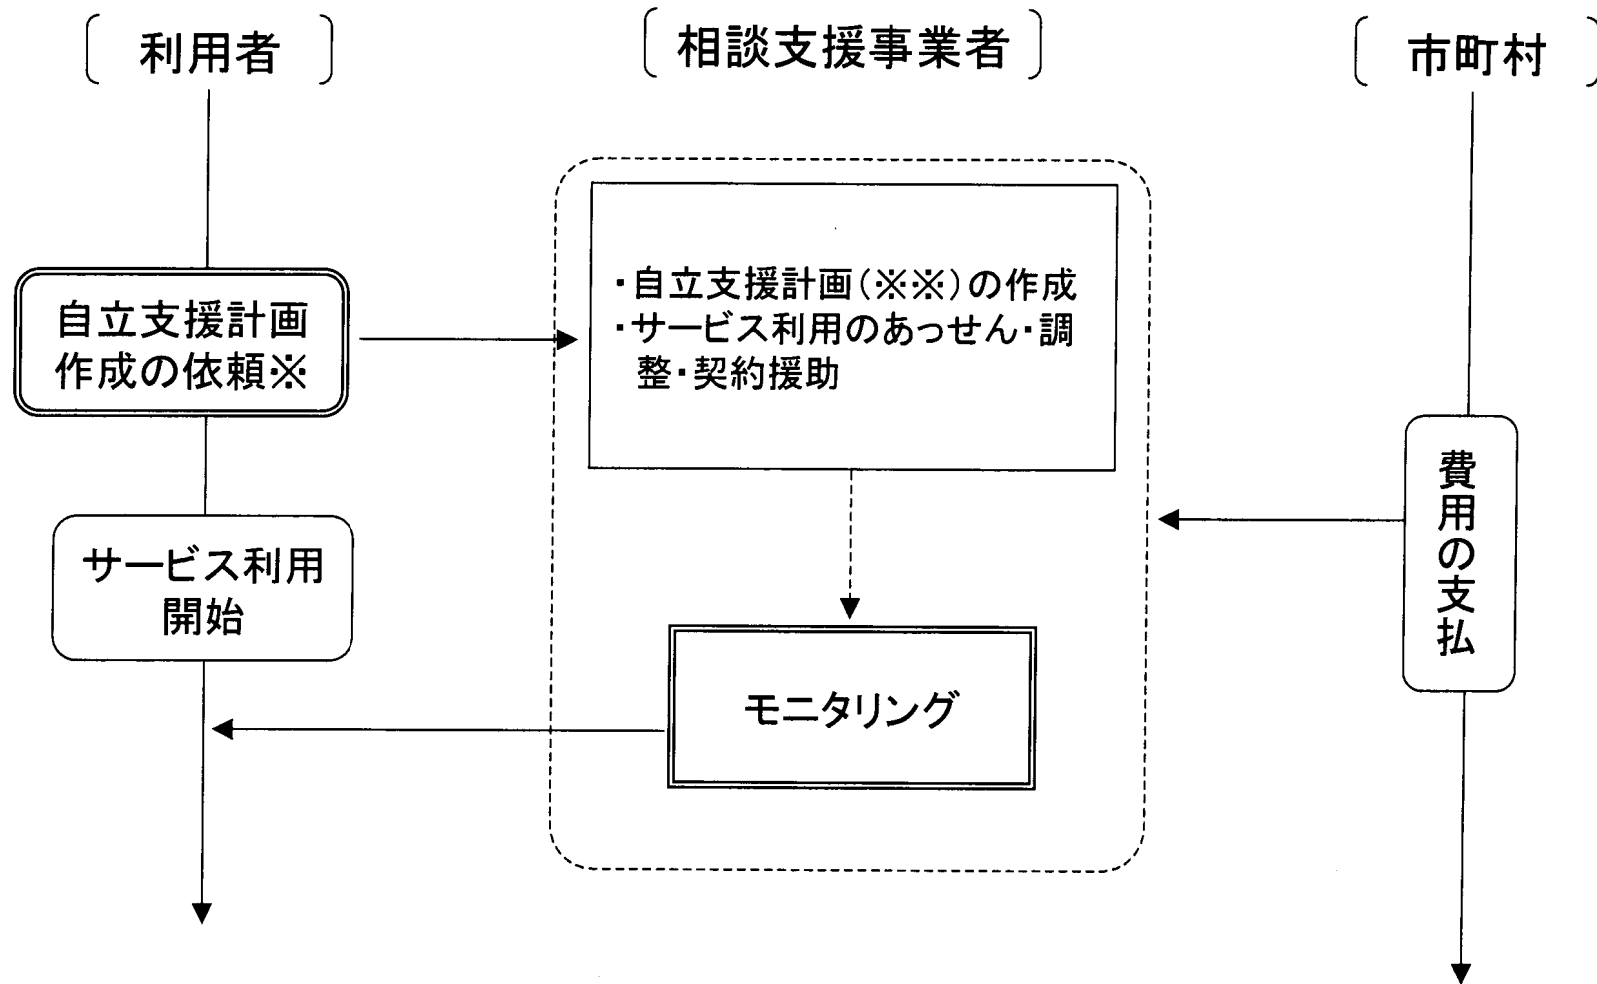 利用者
相談支援事業者
市町村
自立支援計画
作成の依頼※
・自立支援計画(※※)の作成
・サービス利用のあっせん・調
整・契約援助
サービス利用
開始
費用の支払
モニタリング